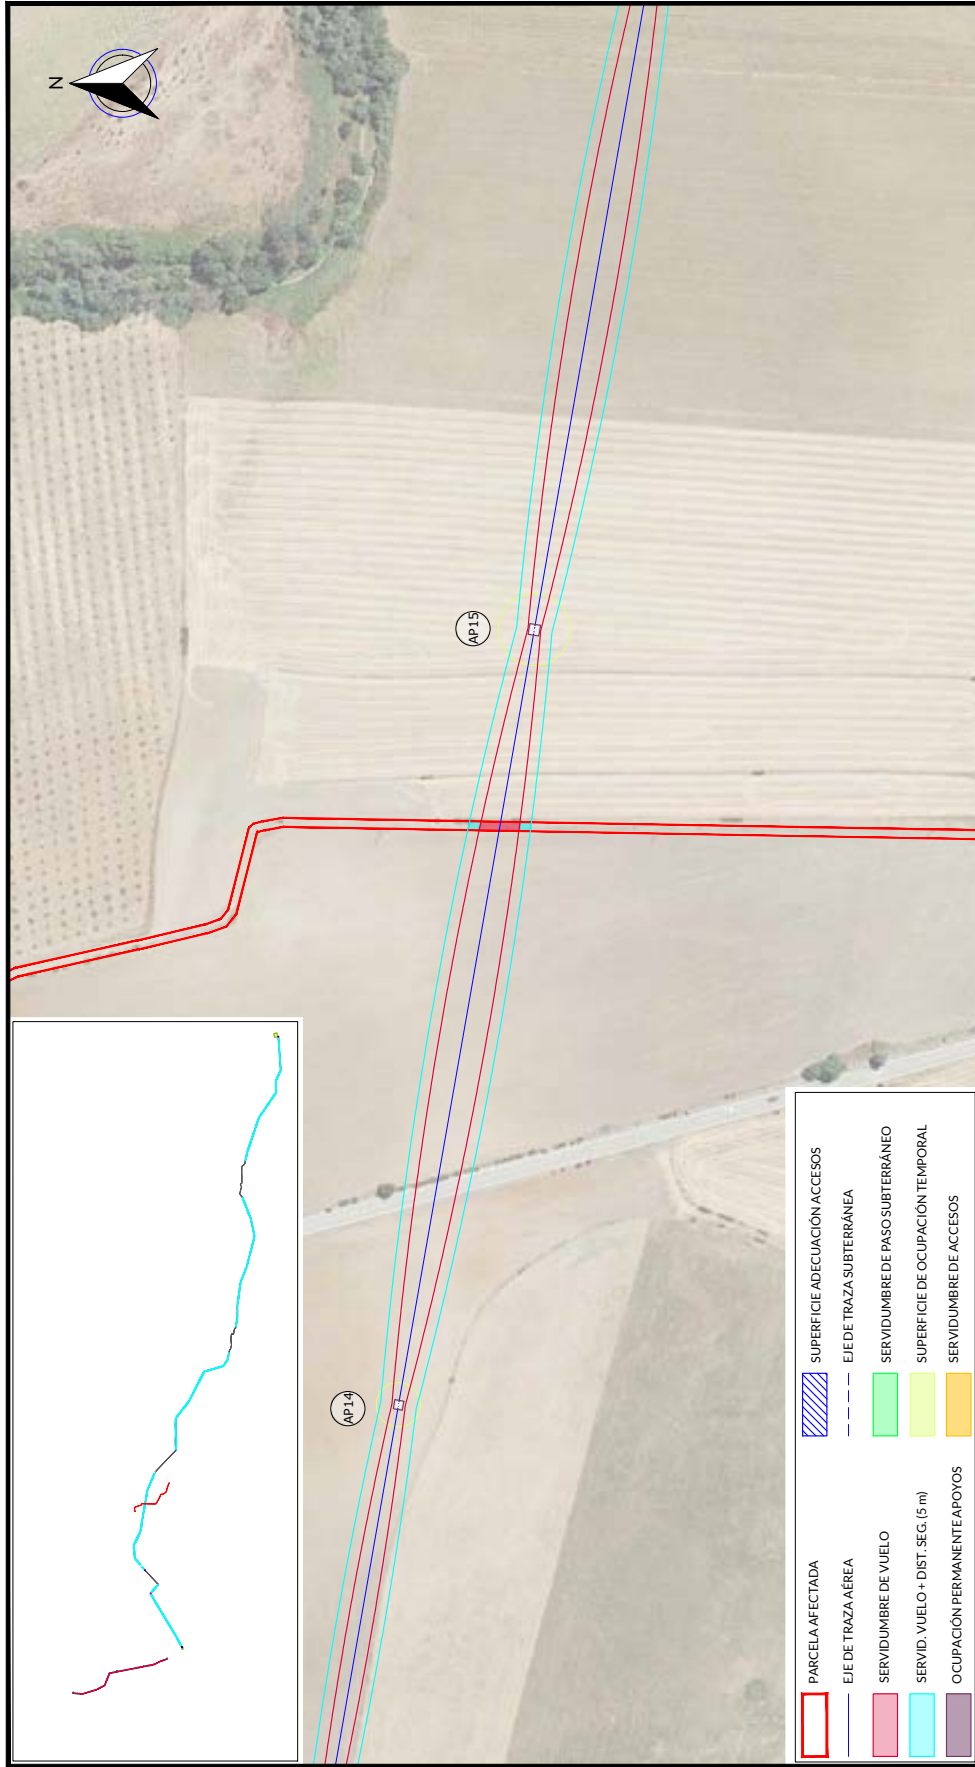 N
AP15
AP14
PARCELA AFECTADA
EJE DE TRAZA AÉREA
SERVIDUMBRE DE VUELO
SERVID. VUELO + DIST. SEG. (5 m)
OCUPACIÓN PERMANENTE APOYOS
SUPERFICIE ADECUACIÓN ACCESOS
EJE DE TRAZA SUBTERRÁNEA
SERVIDUMBRE DE PASO SUBTERRÁNEO
SUPERFICIE DE OCUPACIÓN TEMPORAL
SERVIDUMBRE DE ACCESOS